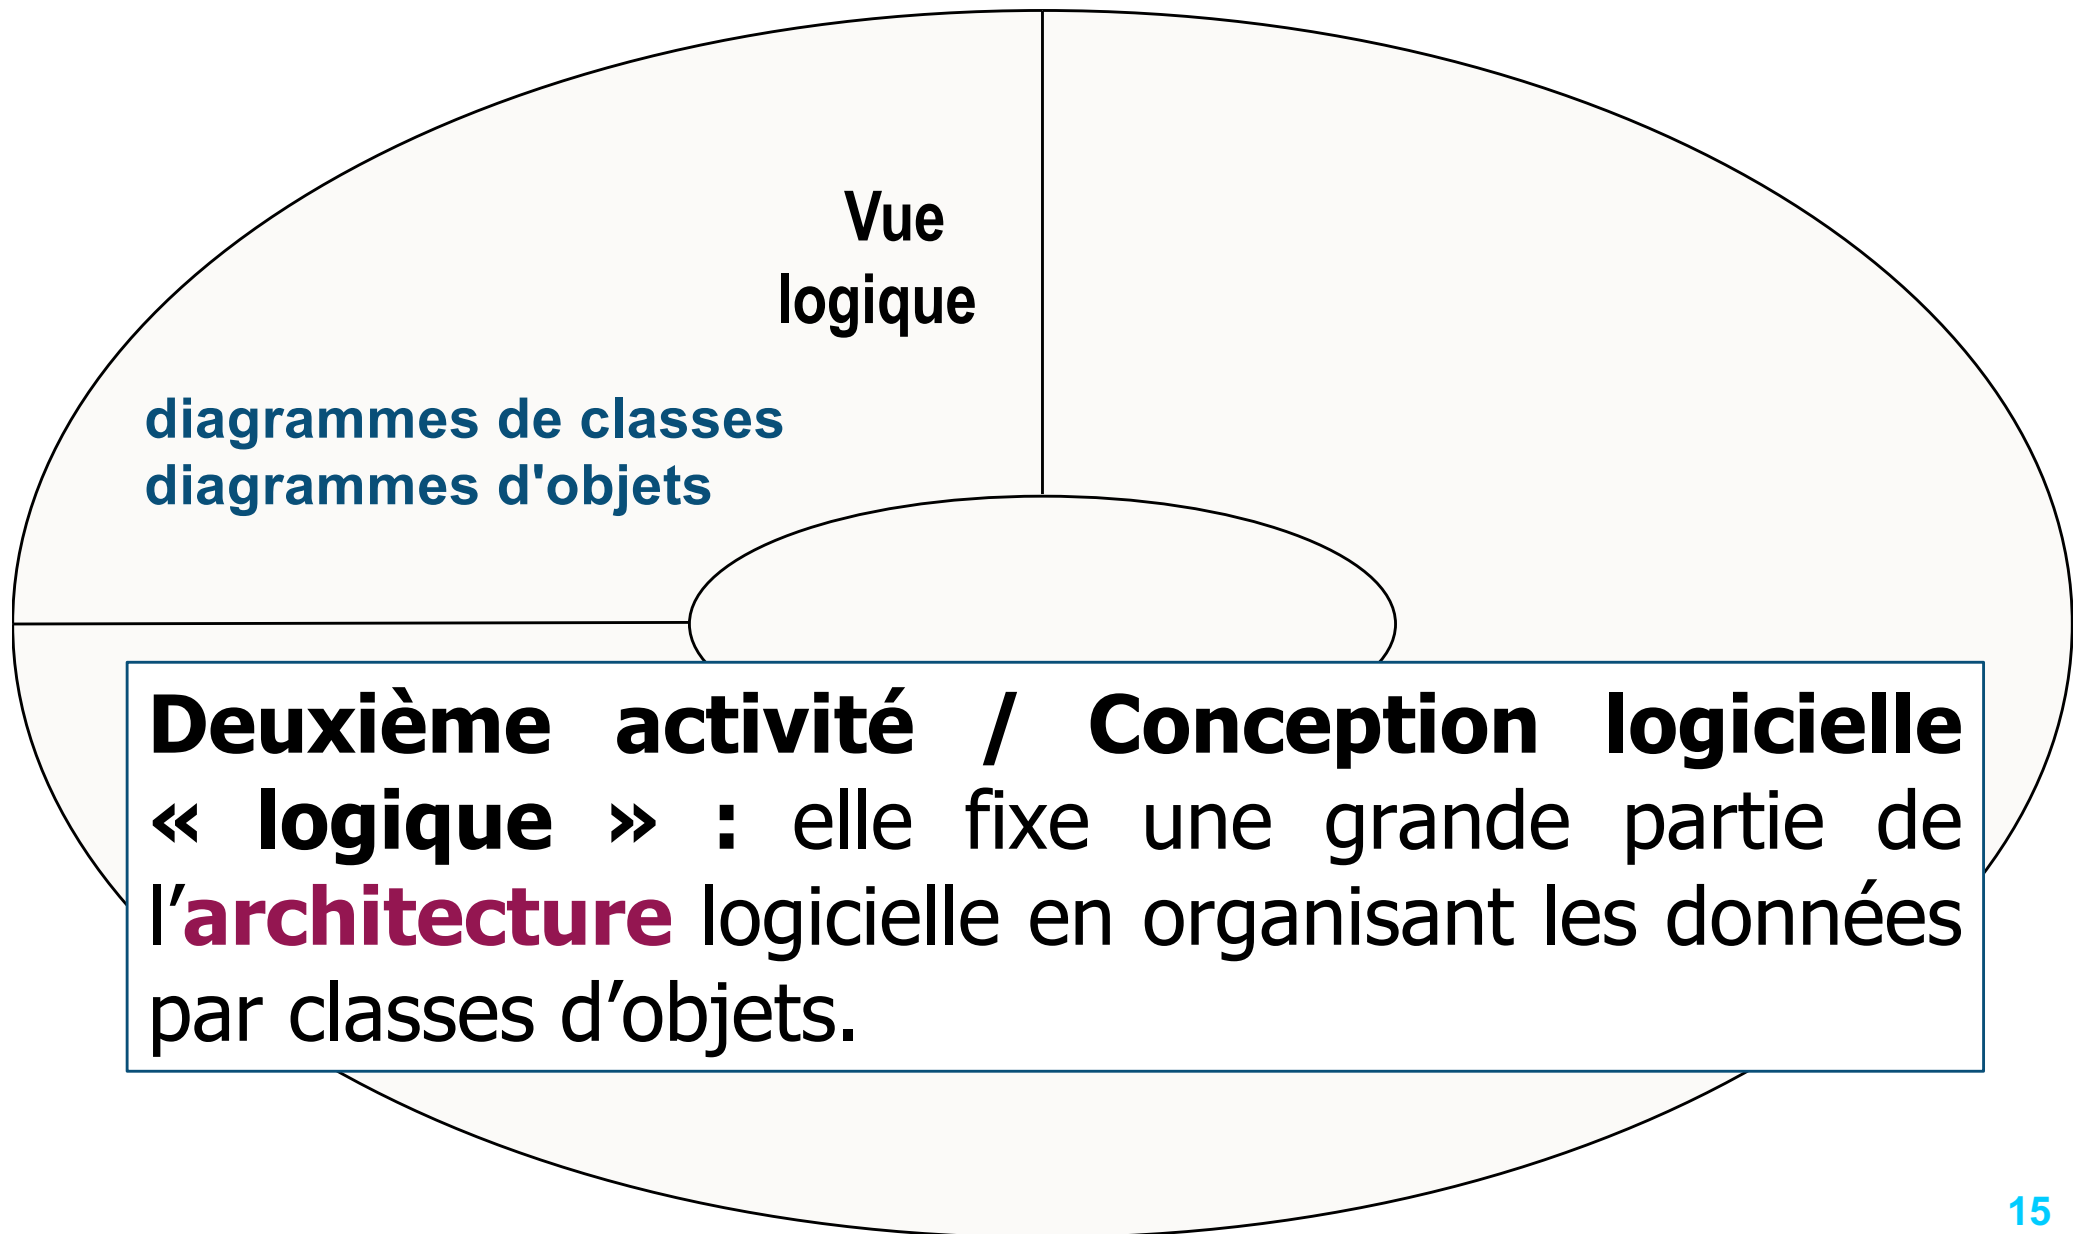 Vue
logique
diagrammes de classes
diagrammes d'objets
Deuxième activité / Conception logicielle
« logique » : elle fixe une grande partie de
l’architecture logicielle en organisant les données
par classes d’objets.
15